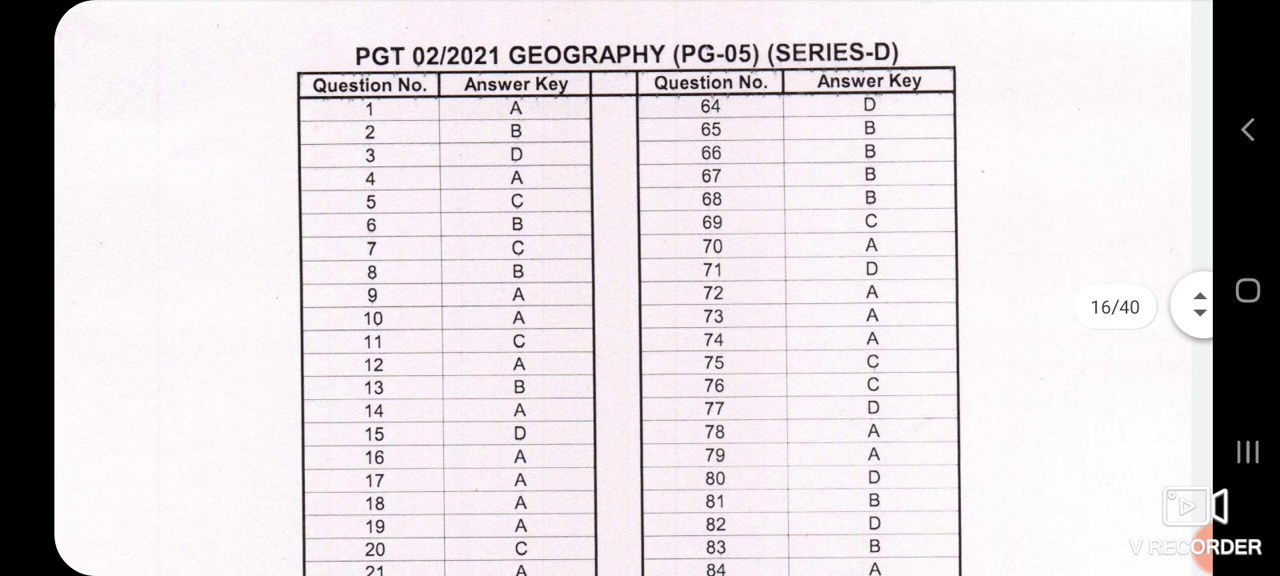 PGT 02/2021 GEOGRAPHY (PG-05) (SERIES-D)
Question No. Answer Key Question No. Answer Key
1 A 64 D
2 B 65 B
3 D 66 B
4 A 67 B
5 C 68 B
6 B 69 C
7 C 70 A
8 B 71 D
9 A 72 A
10 A 73 A
11 C 74 A
12 A 75 C
13 B 76 C
14 A 77 D
15 D 78 A
16 A 79 A
17 A 80 D
18 A 81 B
19 A 82 D
20 C 83 B
21 A 84 A
16/40
V RECORDER